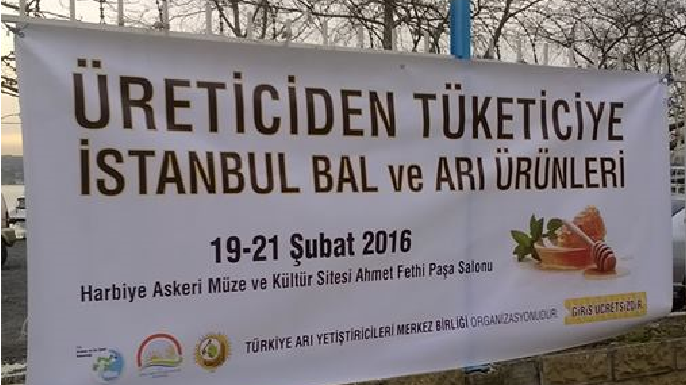 ÜRETİCİDEN TÜKETİCİYE
İSTANBUL BAL ve ARI ÜRÜNLERİ
19-21 Şubat 2016
Harbiye Askeri Müze ve Kültür Sitesi Ahmet Fethi Paşa Salonu
TÜRKİYE ARI YETİŞTİRİCİLERİ MERKEZ BİRLİĞİ ORGANİZASYONUDUR.
GİRİŞ ÜCRETSİZDİR